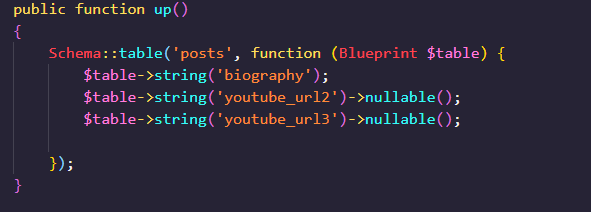 public function up()
{
Schema::table('posts', function (Blueprint $table) {
$table->string('biography');
$table->string('youtube_url2')->nullable();
$table->string('youtube_url3')->nullable();
});
}